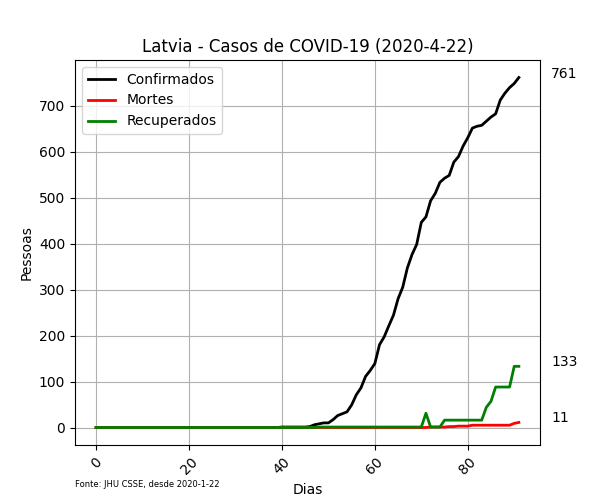 Latvia - Casos de COVID-19 (2020-4-22)
Confirmados
Mortes
Recuperados
761
133
11
Pessoas
700
600
500
400
300
200
100
0
0
20
40
60
80
Dias
Fonte: JHU CSSE, desde 2020-1-22